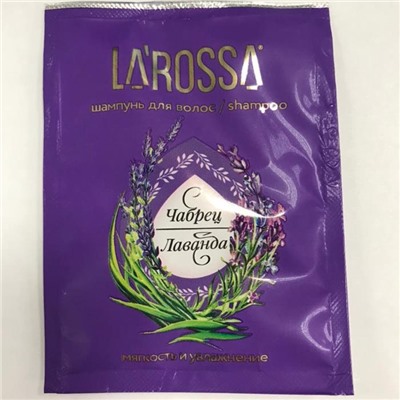 LA'ROSSA
шампунь для волос / shampoo
Чабрец
Лаванда
мягкость и увлажнение